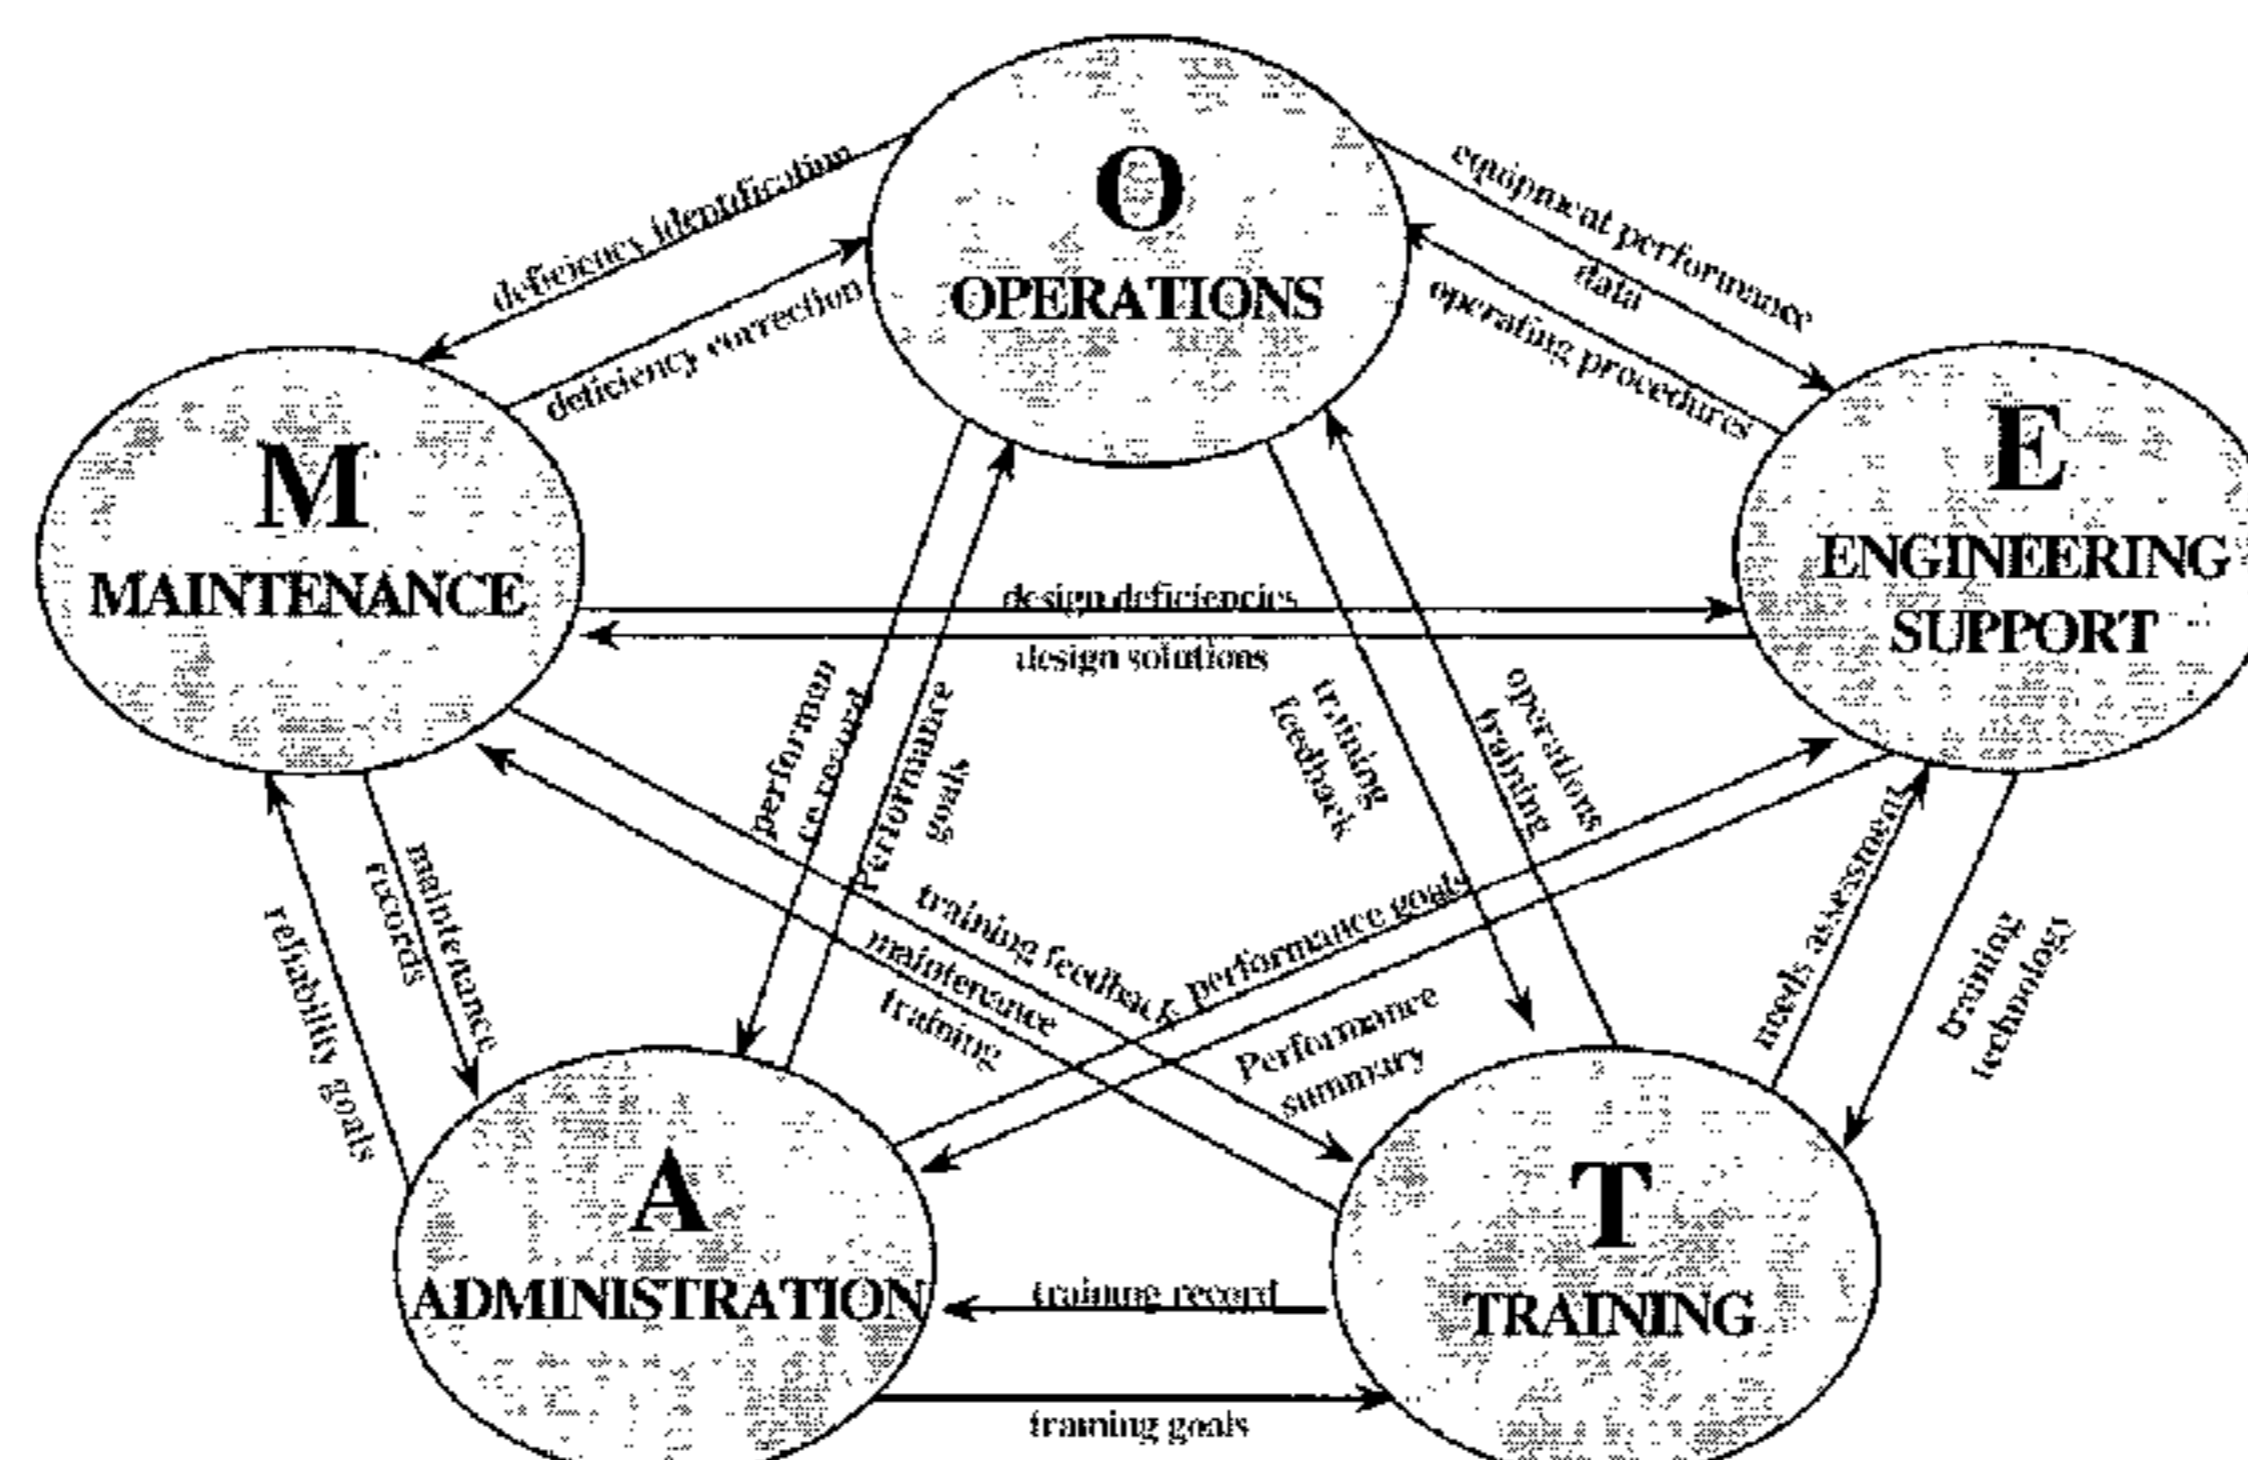 O
OPERATIONS
deficiency identification
deficiency correction
equipment performance
data
operating procedures
M
MAINTENANCE
E
ENGINEERING
SUPPORT
design deficiencies
design solutions
performan
ce record
Performance
goals
training
feedback
operations
training
maintenance
records
reliability goals
training feedback
maintenance
training
performance goals
Performance
summary
needs assessment
training
technology
A
ADMINISTRATION
T
TRAINING
training record
training goals